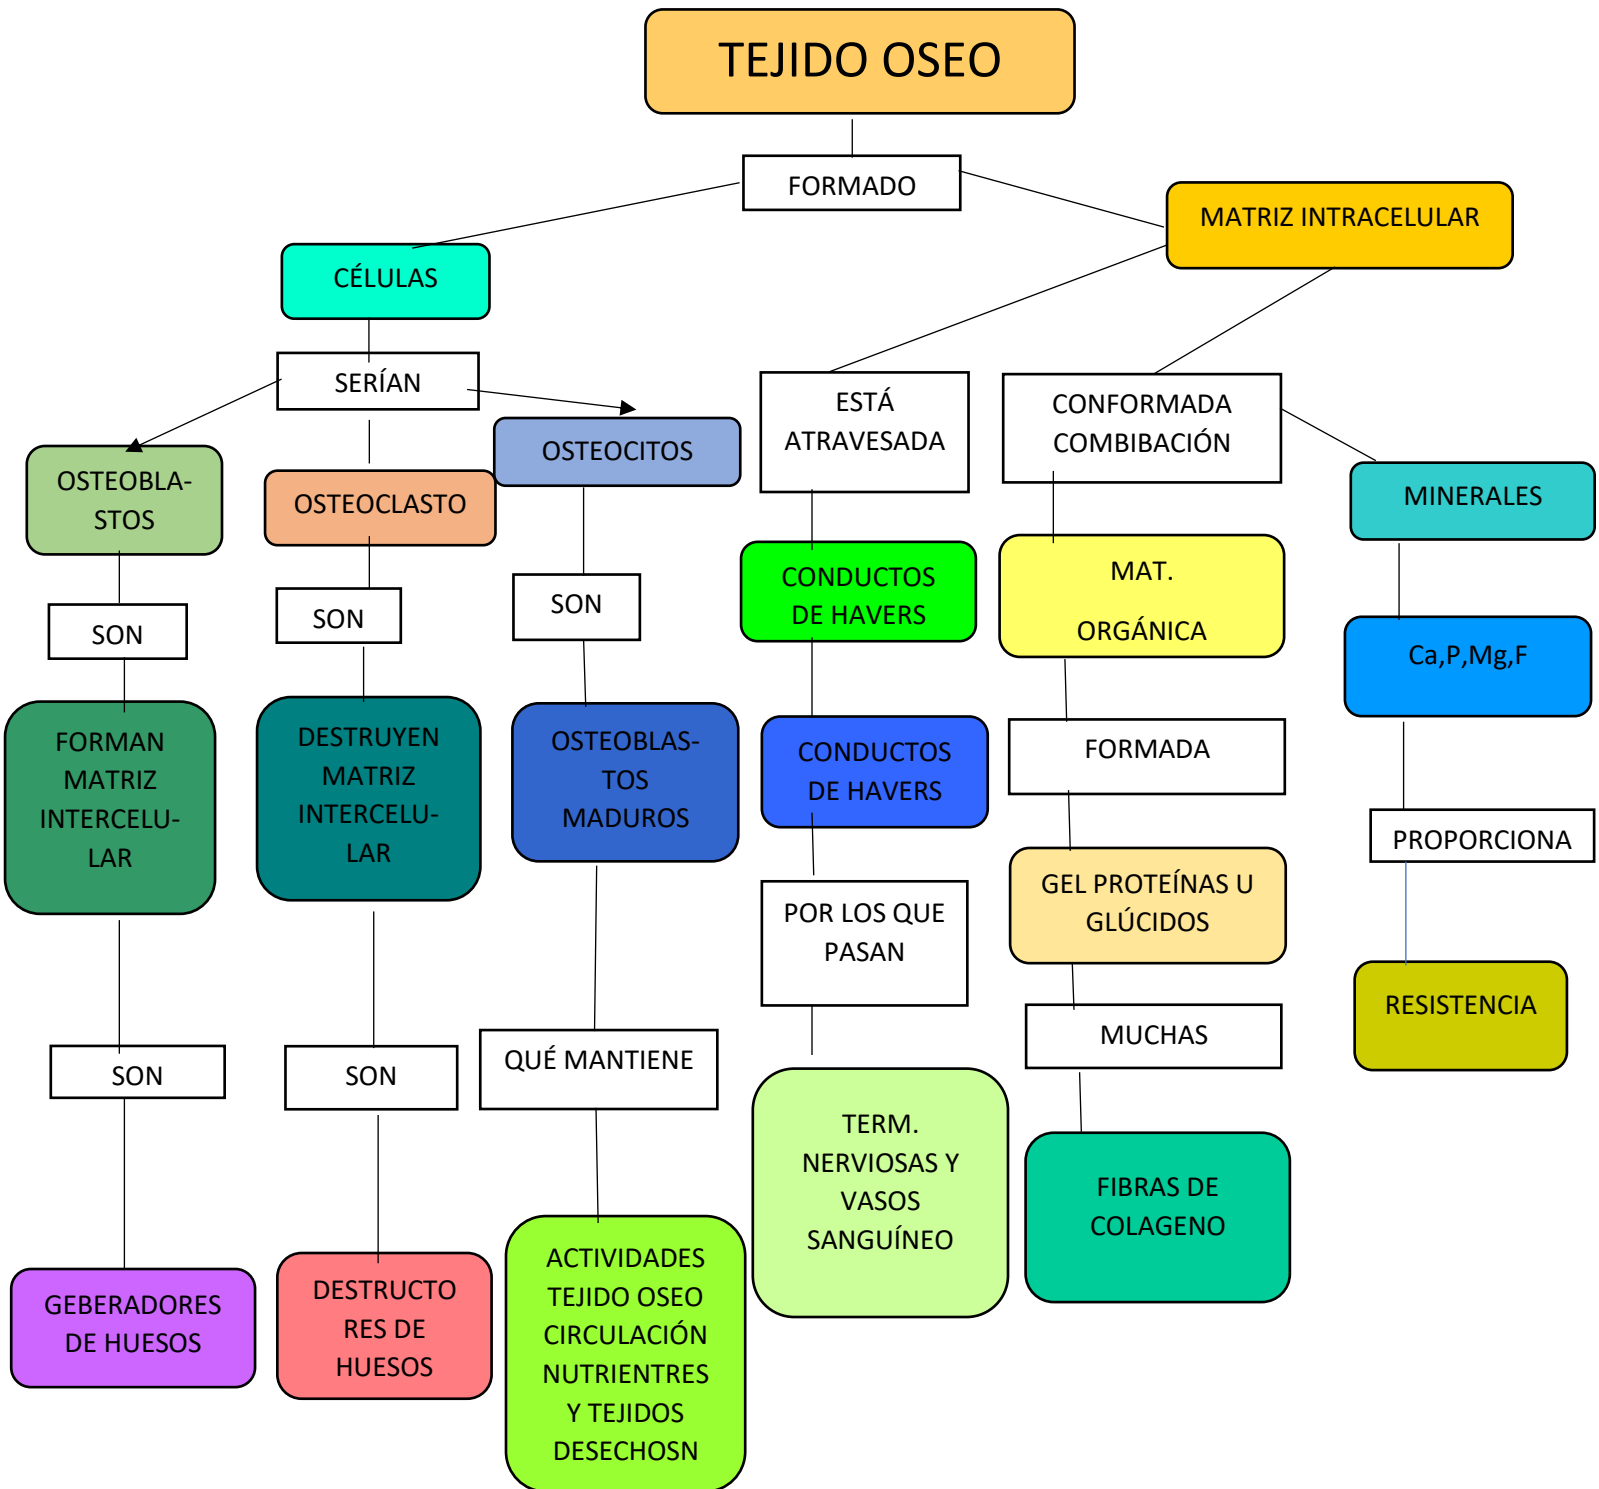 TEJIDO OSEO
FORMADO
MATRIZ INTRACELULAR
CÉLULAS
SERÍAN
OSTEOBLA-
STOS
OSTEOCLASTO
OSTEOCITOS
ESTÁ
ATRAVESADA
CONFORMADA
COMBIBACIÓN
MINERALES
SON
SON
SON
CONDUCTOS
DE HAVERS
MAT.
ORGÁNICA
Ca,P,Mg,F
FORMAN
MATRIZ
INTERCELU-
LAR
DESTRUYEN
MATRIZ
INTERCELU-
LAR
OSTEOBLAS-
TOS
MADUROS
CONDUCTOS
DE HAVERS
FORMADA
PROPORCIONA
POR LOS QUE
PASAN
GEL PROTEÍNAS U
GLÚCIDOS
RESISTENCIA
SON
SON
QUÉ MANTIENE
MUCHAS
TERM.
NERVIOSAS Y
VASOS
SANGUÍNEO
FIBRAS DE
COLAGENO
GEBERADORES
DE HUESOS
DESTRUCTO
RES DE
HUESOS
ACTIVIDADES
TEJIDO OSEO
CIRCULACIÓN
NUTRIENTRES
Y TEJIDOS
DESECHOSN